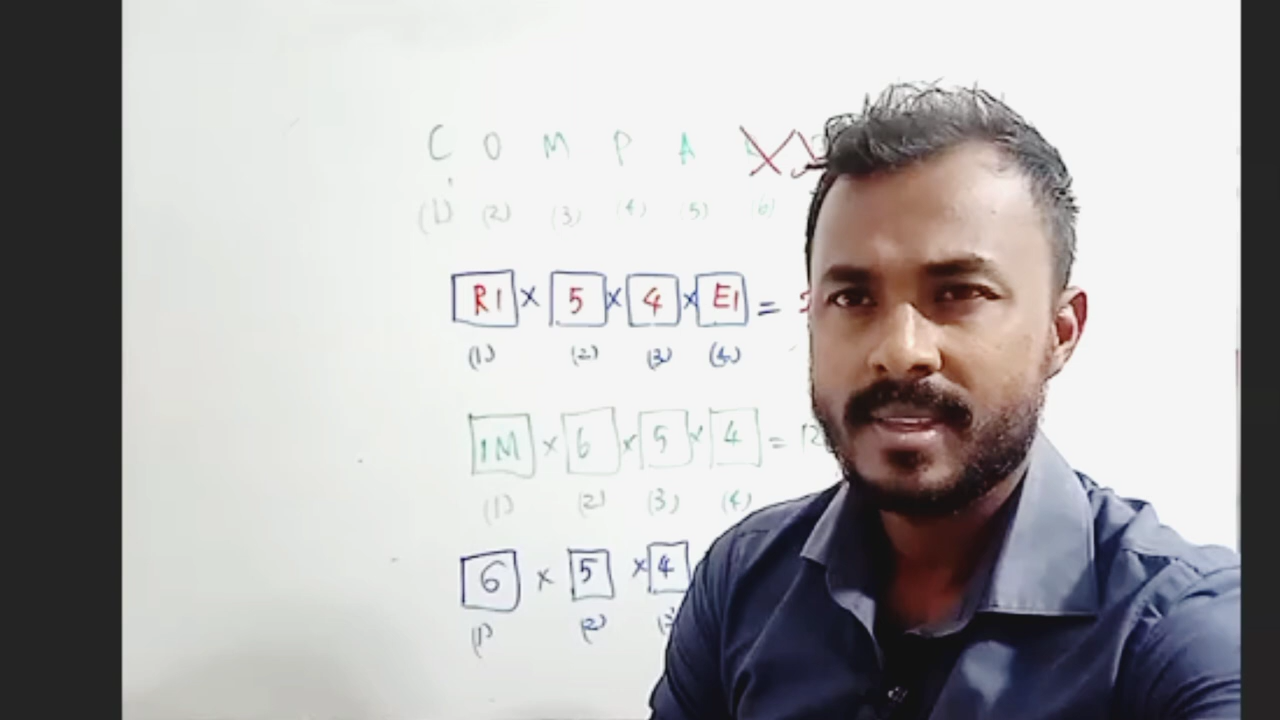 C O M P A
(1) (2) (3) (4) (5) (6)
R1 × 5 × 4 × E1 =
(1) (2) (3) (4)
1M × 6 × 5 × 4 = 12
(1) (2) (3) (4)
6 × 5 × 4
(1) (2)